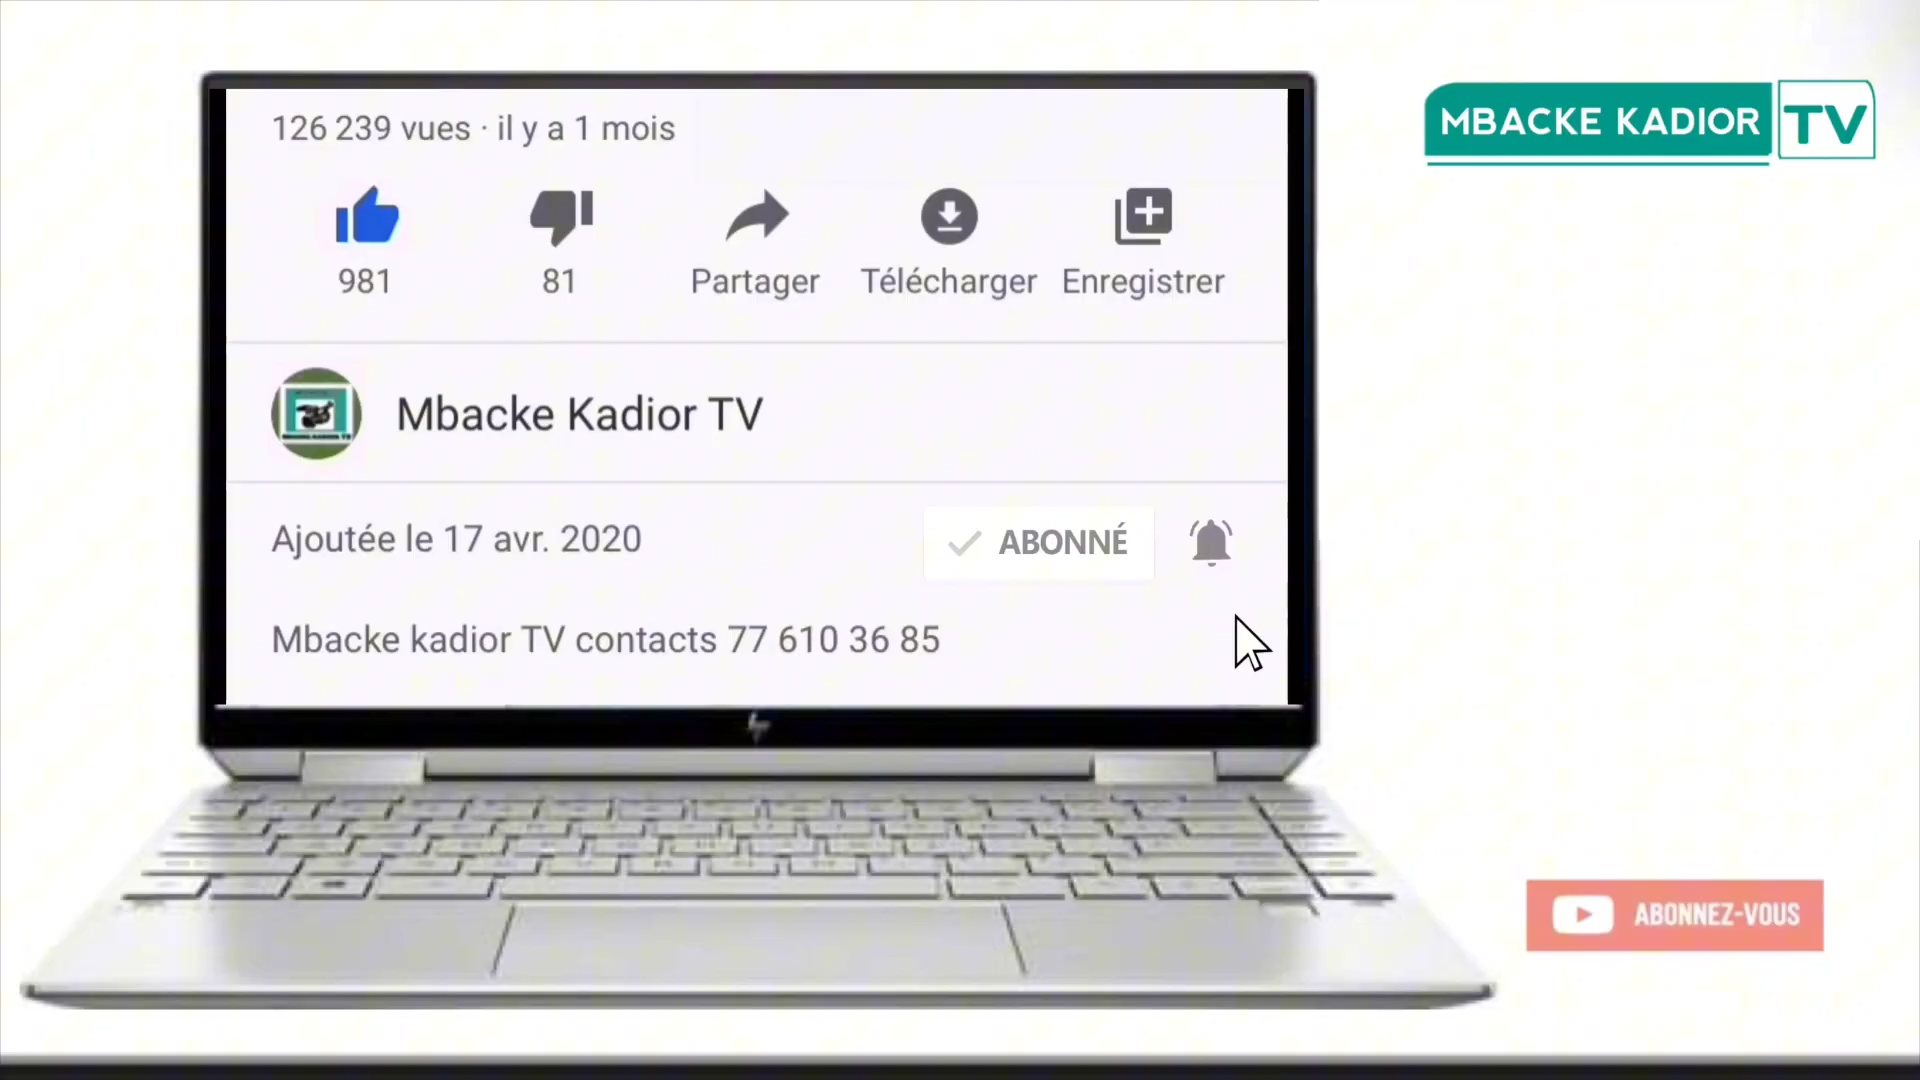 126 239 vues · il y a 1 mois
981
81
Partager
Télécharger
Enregistrer
Mbacke Kadior TV
Ajoutée le 17 avr. 2020
ABONNÉ
Mbacke kadior TV contacts 77 610 36 85
MBACKE KADIOR TV
ABONNEZ-VOUS